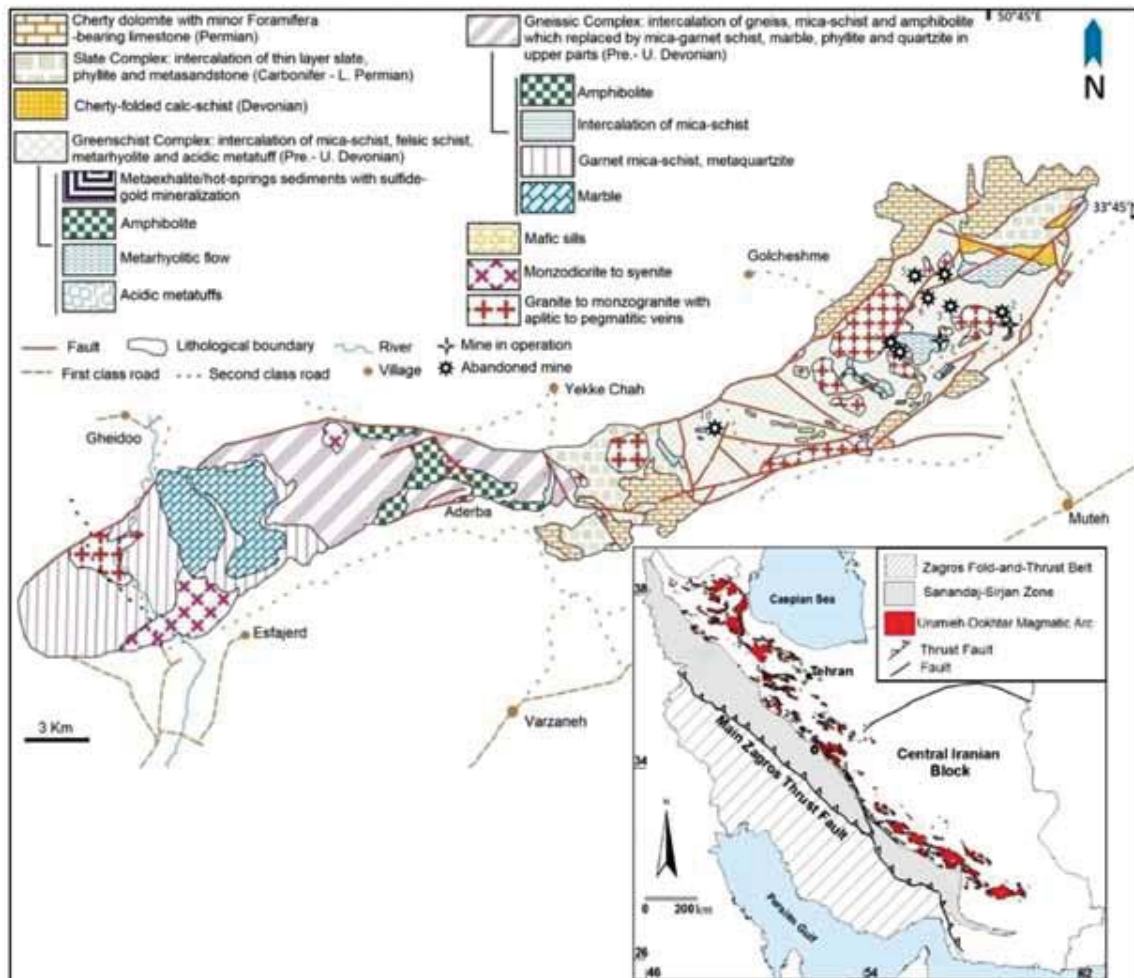 Cherty dolomite with minor Foramifera
-bearing limestone (Permian)
Slate Complex: intercalation of thin layer slate,
phyllite and metasandstone (Carbonifer - L. Permian)
Cherty-folded calc-schist (Devonian)
Greenschist Complex: intercalation of mica-schist, felsic schist,
metarhyolite and acidic metatuff (Pre.- U. Devonian)
Metaexhalite/hot-springs sediments with sulfide-
gold mineralization
Amphibolite
Metarhyolitic flow
Acidic metatuffs
Gneissic Complex: intercalation of gneiss, mica-schist and amphibolite
which replaced by mica-garnet schist, marble, phyllite and quartzite in
upper parts (Pre.- U. Devonian)
Amphibolite
Intercalation of mica-schist
Garnet mica-schist, metaquartzite
Marble
Mafic sills
Monzodiorite to syenite
Granite to monzogranite with
aplitic to pegmatitic veins
Fault
Lithological boundary
River
Mine in operation
First class road
Second class road
Village
Abandoned mine
50°45'E
N
33°45'N
Golcheshme
Yekke Chah
Gheidoo
Aderba
Muteh
Esfajerd
Varzaneh
3 Km
Zagros Fold-and-Thrust Belt
Sanandaj-Sirjan Zone
Urumieh-Dokhtar Magmatic Arc
Thrust Fault
Fault
Caspian Sea
Tehran
Central Iranian
Block
Main Zagros Thrust Fault
Persian Gulf
N
0 200 km
38
34
26
46
54
62